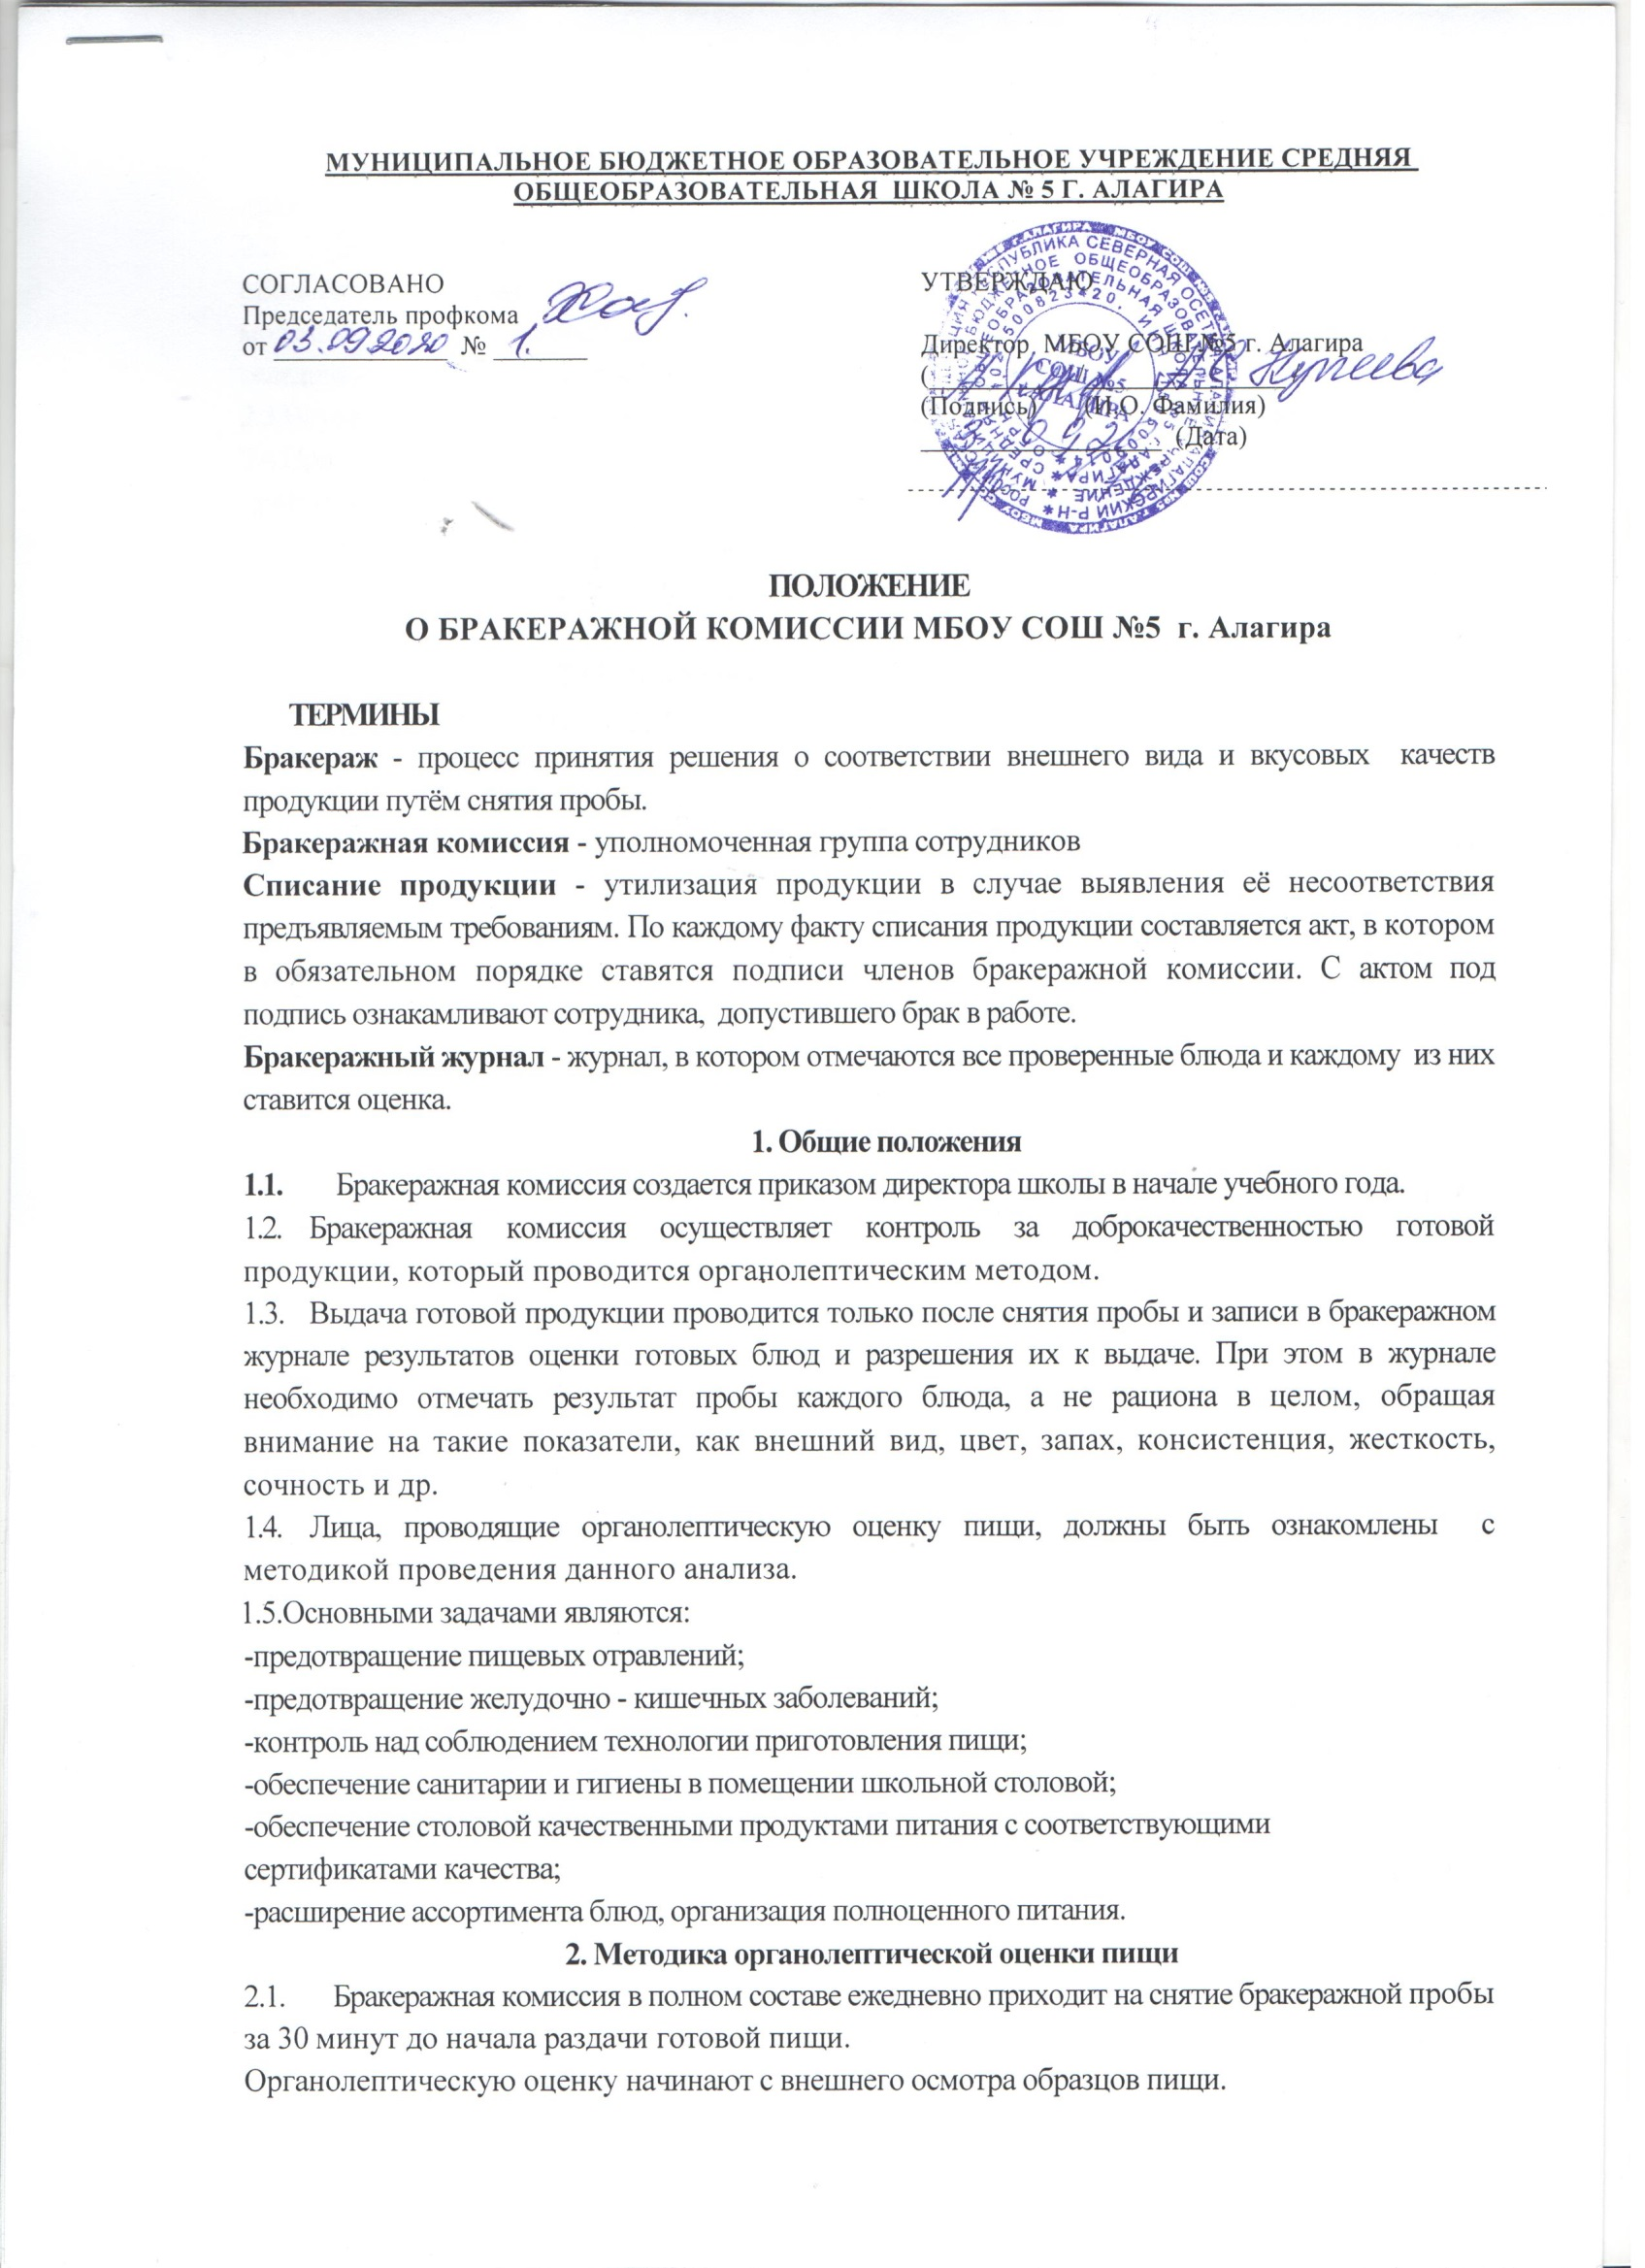 МУНИЦИПАЛЬНОЕ БЮДЖЕТНОЕ ОБРАЗОВАТЕЛЬНОЕ УЧРЕЖДЕНИЕ СРЕДНЯЯ
ОБЩЕОБРАЗОВАТЕЛЬНАЯ ШКОЛА № 5 Г. АЛАГИРА
СОГЛАСОВАНО
Председатель профкома
от 03.09.2020 № 1.
УТВЕРЖДАЮ
Директор МБОУ СОШ №5 г. Алагира
(Подпись) (И.О. Фамилия)
(Дата)
МБОУ
СОШ №5
г. АЛАГИРА
ПОЛОЖЕНИЕ
О БРАКЕРАЖНОЙ КОМИССИИ МБОУ СОШ №5 г. Алагира
ТЕРМИНЫ
Бракераж - процесс принятия решения о соответствии внешнего вида и вкусовых качеств
продукции путём снятия пробы.
Бракеражная комиссия - уполномоченная группа сотрудников
Списание продукции - утилизация продукции в случае выявления её несоответствия
предъявляемым требованиям. По каждому факту списания продукции составляется акт, в котором
в обязательном порядке ставятся подписи членов бракеражной комиссии. С актом под
подпись ознакамливают сотрудника, допустившего брак в работе.
Бракеражный журнал - журнал, в котором отмечаются все проверенные блюда и каждому из них
ставится оценка.
1. Общие положения
1.1. Бракеражная комиссия создается приказом директора школы в начале учебного года.
1.2. Бракеражная комиссия осуществляет контроль за доброкачественностью готовой
продукции, который проводится органолептическим методом.
1.3. Выдача готовой продукции проводится только после снятия пробы и записи в бракеражном
журнале результатов оценки готовых блюд и разрешения их к выдаче. При этом в журнале
необходимо отмечать результат пробы каждого блюда, а не рациона в целом, обращая
внимание на такие показатели, как внешний вид, цвет, запах, консистенция, жесткость,
сочность и др.
1.4. Лица, проводящие органолептическую оценку пищи, должны быть ознакомлены с
методикой проведения данного анализа.
1.5.Основными задачами являются:
-предотвращение пищевых отравлений;
-предотвращение желудочно - кишечных заболеваний;
-контроль над соблюдением технологии приготовления пищи;
-обеспечение санитарии и гигиены в помещении школьной столовой;
-обеспечение столовой качественными продуктами питания с соответствующими
сертификатами качества;
-расширение ассортимента блюд, организация полноценного питания.
2. Методика органолептической оценки пищи
2.1. Бракеражная комиссия в полном составе ежедневно приходит на снятие бракеражной пробы
за 30 минут до начала раздачи готовой пищи.
Органолептическую оценку начинают с внешнего осмотра образцов пищи.